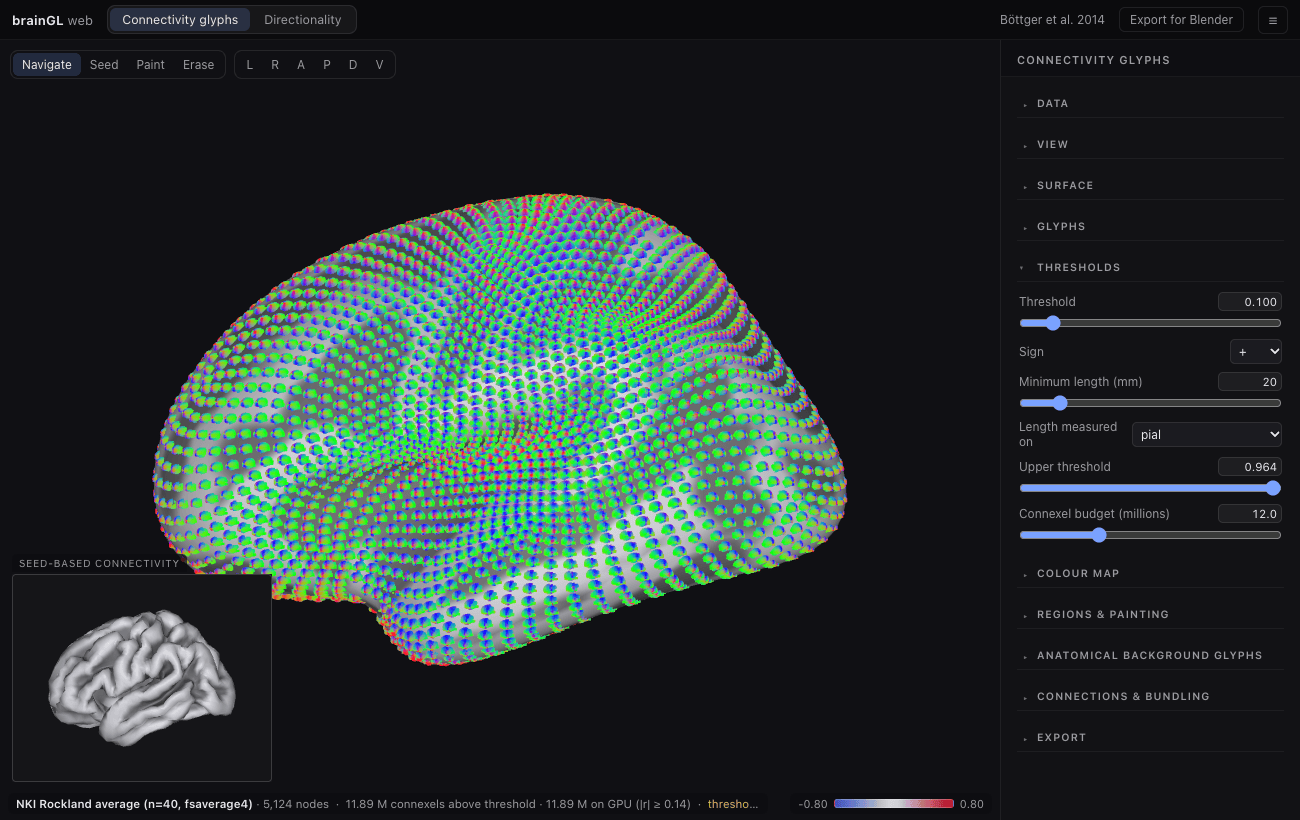 brainGL web
Connectivity glyphs
Directionality
Böttger et al. 2014
Export for Blender
≡
Navigate
Seed
Paint
Erase
L R A P D V
CONNECTIVITY GLYPHS
DATA
VIEW
SURFACE
GLYPHS
THRESHOLDS
Threshold 0.100
Sign +
Minimum length (mm) 20
Length measured
on
pial
Upper threshold 0.964
Connexel budget (millions) 12.0
COLOUR MAP
REGIONS & PAINTING
ANATOMICAL BACKGROUND GLYPHS
CONNECTIONS & BUNDLING
EXPORT
SEED-BASED CONNECTIVITY
NKI Rockland average (n=40, fsaverage4) · 5,124 nodes · 11.89 M connexels above threshold · 11.89 M on GPU (|r| ≥ 0.14) · thresho…
-0.80 0.80